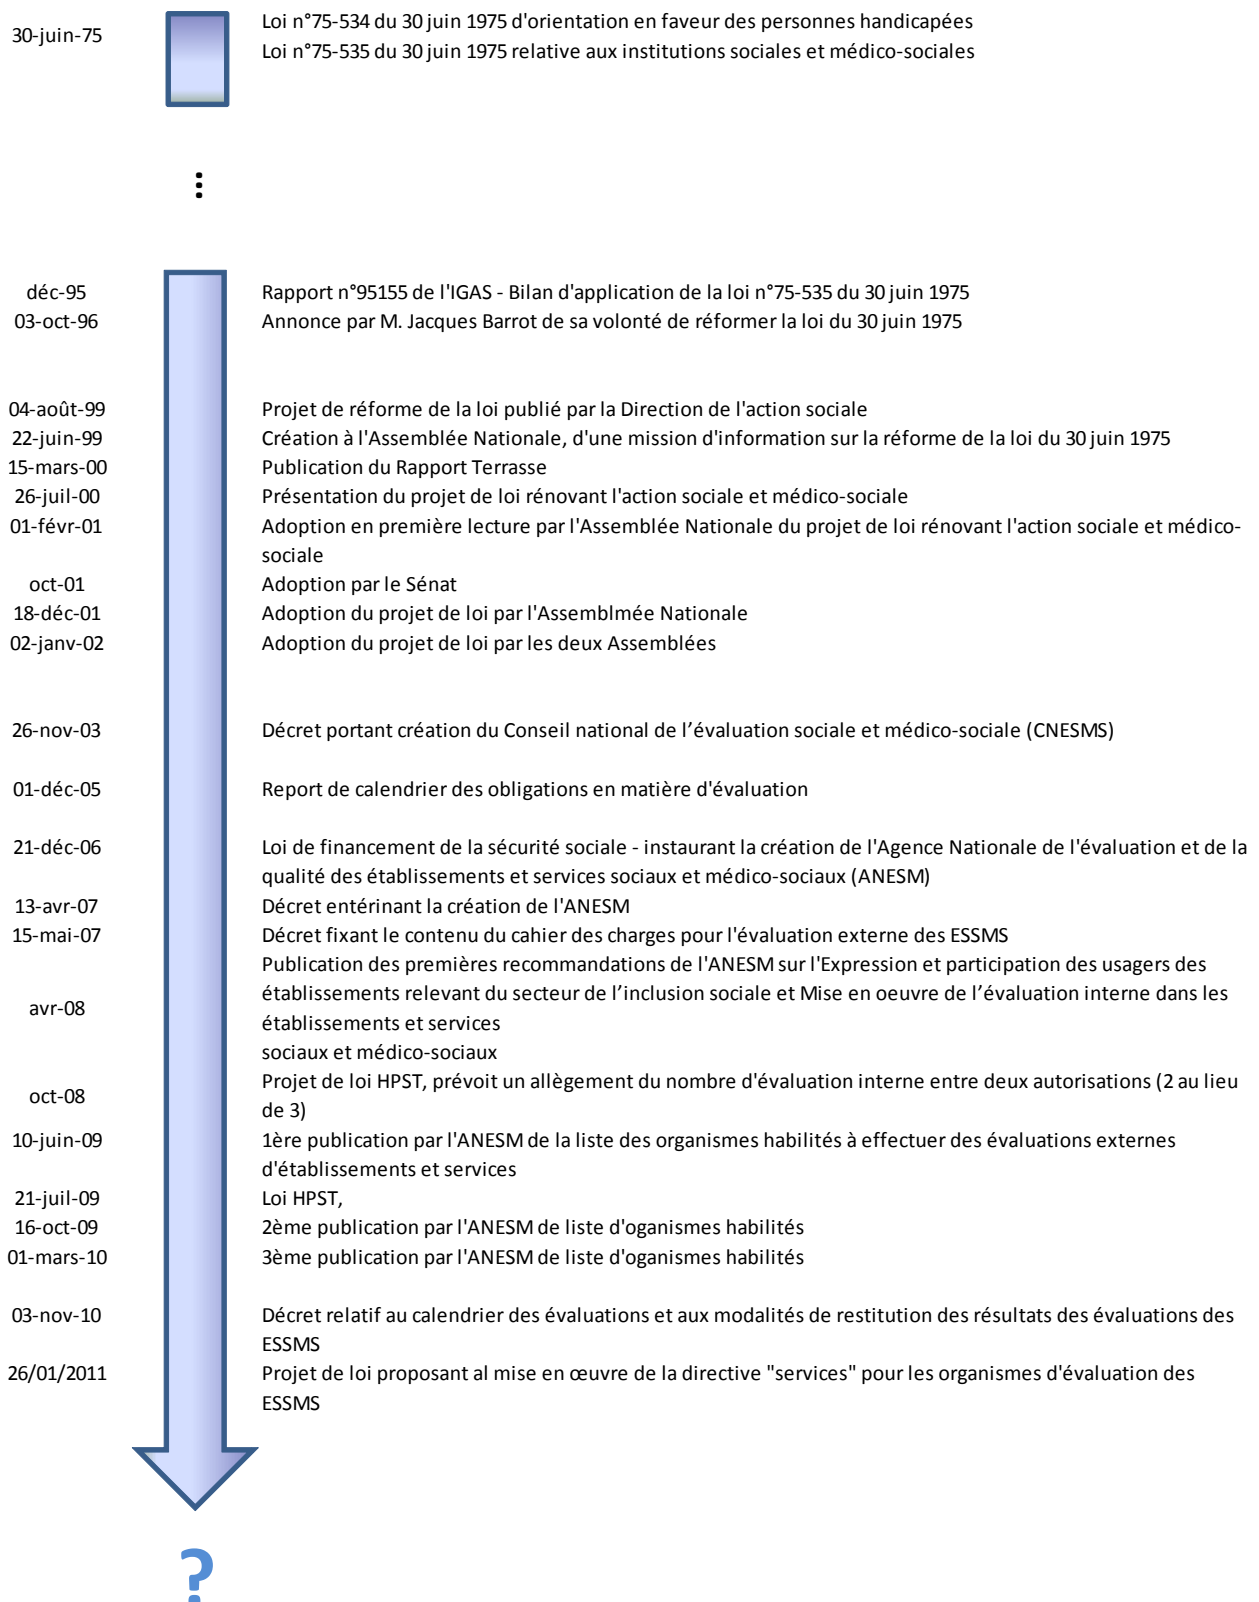 30-juin-75
Loi n°75-534 du 30 juin 1975 d'orientation en faveur des personnes handicapées
Loi n°75-535 du 30 juin 1975 relative aux institutions sociales et médico-sociales
...
déc-95
Rapport n°95155 de l'IGAS - Bilan d'application de la loi n°75-535 du 30 juin 1975
03-oct-96
Annonce par M. Jacques Barrot de sa volonté de réformer la loi du 30 juin 1975
04-août-99
Projet de réforme de la loi publié par la Direction de l'action sociale
22-juin-99
Création à l'Assemblée Nationale, d'une mission d'information sur la réforme de la loi du 30 juin 1975
15-mars-00
Publication du Rapport Terrasse
26-juil-00
Présentation du projet de loi rénovant l'action sociale et médico-sociale
01-févr-01
Adoption en première lecture par l'Assemblée Nationale du projet de loi rénovant l'action sociale et médico-
sociale
oct-01
Adoption par le Sénat
18-déc-01
Adoption du projet de loi par l'Assemblmée Nationale
02-janv-02
Adoption du projet de loi par les deux Assemblées
26-nov-03
Décret portant création du Conseil national de l’évaluation sociale et médico-sociale (CNESMS)
01-déc-05
Report de calendrier des obligations en matière d'évaluation
21-déc-06
Loi de financement de la sécurité sociale - instaurant la création de l'Agence Nationale de l'évaluation et de la
qualité des établissements et services sociaux et médico-sociaux (ANESM)
13-avr-07
Décret entérinant la création de l'ANESM
15-mai-07
Décret fixant le contenu du cahier des charges pour l'évaluation externe des ESSMS
avr-08
Publication des premières recommandations de l'ANESM sur l'Expression et participation des usagers des
établissements relevant du secteur de l’inclusion sociale et Mise en oeuvre de l’évaluation interne dans les
établissements et services
sociaux et médico-sociaux
oct-08
Projet de loi HPST, prévoit un allègement du nombre d'évaluation interne entre deux autorisations (2 au lieu
de 3)
10-juin-09
1ère publication par l'ANESM de la liste des organismes habilités à effectuer des évaluations externes
d'établissements et services
21-juil-09
Loi HPST,
16-oct-09
2ème publication par l'ANESM de liste d'oganismes habilités
01-mars-10
3ème publication par l'ANESM de liste d'oganismes habilités
03-nov-10
Décret relatif au calendrier des évaluations et aux modalités de restitution des résultats des évaluations des
ESSMS
26/01/2011
Projet de loi proposant al mise en œuvre de la directive "services" pour les organismes d'évaluation des
ESSMS
?